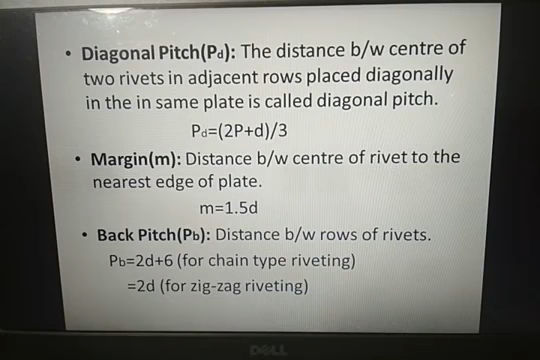 • Diagonal Pitch(Pd): The distance b/w centre of
two rivets in adjacent rows placed diagonally
in the in same plate is called diagonal pitch.
Pd=(2P+d)/3
• Margin(m): Distance b/w centre of rivet to the
nearest edge of plate.
m=1.5d
• Back Pitch(Pb): Distance b/w rows of rivets.
Pb=2d+6 (for chain type riveting)
=2d (for zig-zag riveting)
DELL